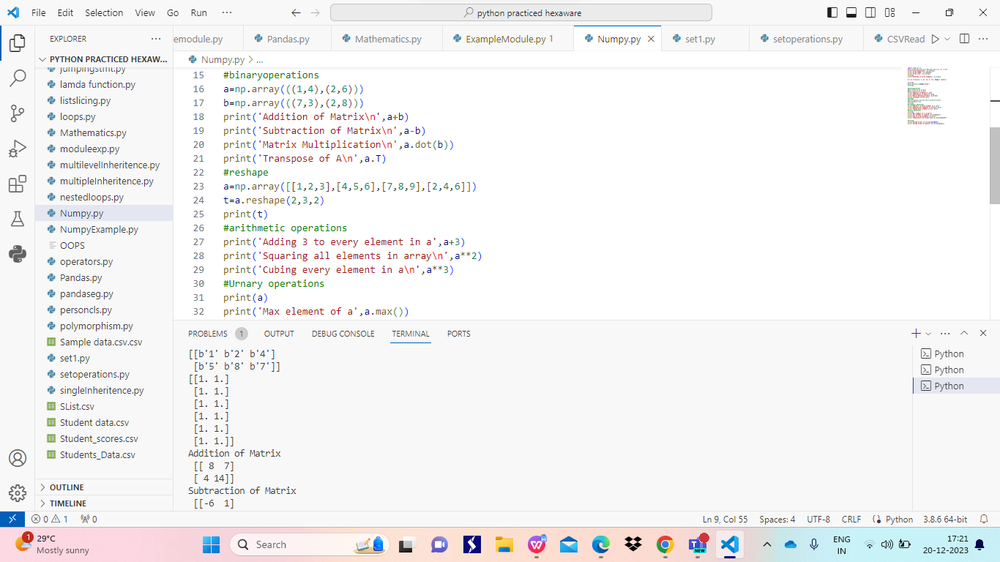 File Edit Selection View Go Run ··· python practiced hexaware
EXPLORER ···
PYTHON PRACTICED HEXAW...
jumpingstmt.py
lamda function.py
listslicing.py
loops.py
Mathematics.py
moduleexp.py
multilevelInheritence.py
multipleInheritence.py
nestedloops.py
Numpy.py
NumpyExample.py
OOPS
operators.py
Pandas.py
pandaseg.py
personcls.py
polymorphism.py
Sample data.csv.csv
set1.py
setoperations.py
singleInheritence.py
SList.csv
Student data.csv
Student_scores.csv
Students_Data.csv
OUTLINE
TIMELINE
emodule.py Pandas.py Mathematics.py ExampleModule.py 1 Numpy.py set1.py setoperations.py CSVRead
Numpy.py > ...
15 #binaryoperations
16 a=np.array(((1,4),(2,6)))
17 b=np.array(((7,3),(2,8)))
18 print('Addition of Matrix\n',a+b)
19 print('Subtraction of Matrix\n',a-b)
20 print('Matrix Multiplication\n',a.dot(b))
21 print('Transpose of A\n',a.T)
22 #reshape
23 a=np.array([[1,2,3],[4,5,6],[7,8,9],[2,4,6]])
24 t=a.reshape(2,3,2)
25 print(t)
26 #arithmetic operations
27 print('Adding 3 to every element in a',a+3)
28 print('Squaring all elements in array\n',a**2)
29 print('Cubing every element in a\n',a**3)
30 #Urnary operations
31 print(a)
32 print('Max element of a',a.max())
PROBLEMS 1 OUTPUT DEBUG CONSOLE TERMINAL PORTS
[[b'1' b'2' b'4']
[b'5' b'8' b'7']]
[[1. 1.]
[1. 1.]
[1. 1.]
[1. 1.]
[1. 1.]
[1. 1.]]
Addition of Matrix
[[ 8  7]
[ 4 14]]
Subtraction of Matrix
[[-6  1]
Python
Python
Python
0 1 0 Ln 9, Col 55 Spaces: 4 UTF-8 CRLF Python 3.8.6 64-bit
1 29°C
Mostly sunny
Search
NEW
ENG
IN
17:21
20-12-2023